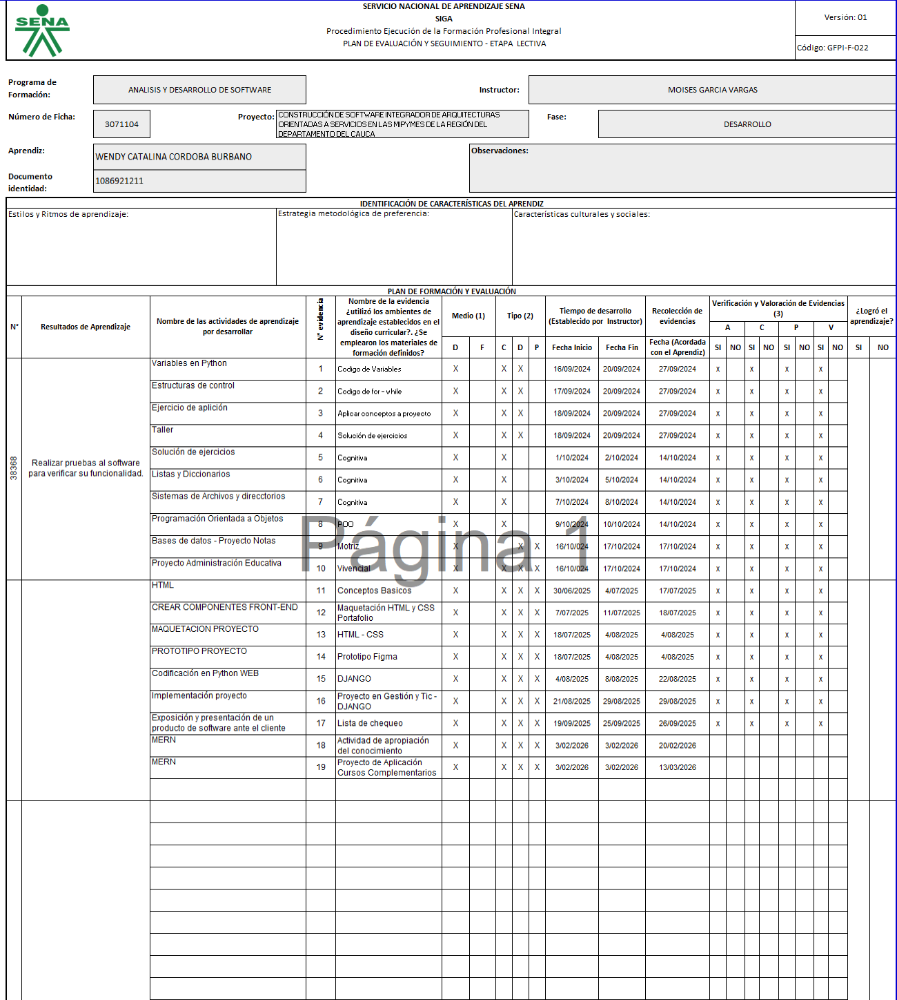 SENA
SERVICIO NACIONAL DE APRENDIZAJE SENA
SIGA
Procedimiento Ejecución de la Formación Profesional Integral
PLAN DE EVALUACIÓN Y SEGUIMIENTO - ETAPA LECTIVA
Versión: 01
Código: GFPI-F-022
Programa de
Formación:
ANALISIS Y DESARROLLO DE SOFTWARE
Instructor:
MOISES GARCIA VARGAS
Número de Ficha:
3071104
Proyecto:
CONSTRUCCIÓN DE SOFTWARE INTEGRADOR DE ARQUITECTURAS
ORIENTADAS A SERVICIOS EN LAS MIPYMES DE LA REGIÓN DEL
DEPARTAMENTO DEL CAUCA
Fase:
DESARROLLO
Aprendiz:
WENDY CATALINA CORDOBA BURBANO
Documento
identidad:
1086921211
Observaciones:
IDENTIFICACIÓN DE CARACTERÍSTICAS DEL APRENDIZ
Estilos y Ritmos de aprendizaje:
Estrategia metodológica de preferencia:
Características culturales y sociales:
PLAN DE FORMACIÓN Y EVALUACIÓN
N°
Resultados de Aprendizaje
Nombre de las actividades de aprendizaje
por desarrollar
N° evidencia
Nombre de la evidencia
¿utilizó los ambientes de
aprendizaje establecidos en el
diseño curricular?. ¿Se
emplearon los materiales de
formación definidos?
Medio (1)
D F
Tipo (2)
C D P
Tiempo de desarrollo
(Establecido por Instructor)
Fecha Inicio Fecha Fin
Recolección de
evidencias
Fecha (Acordada
con el Aprendiz)
Verificación y Valoración de Evidencias
(3)
A C P V
SI NO SI NO SI NO SI NO
¿Logró el
aprendizaje?
SI NO
38368
Realizar pruebas al software
para verificar su funcionalidad.
Variables en Python 1 Codigo de Variables X X X 16/09/2024 20/09/2024 27/09/2024 x x x x
Estructuras de control 2 Codigo de for - while X X X 17/09/2024 20/09/2024 27/09/2024 x x x x
Ejercicio de aplición 3 Aplicar conceptos a proyecto X X X 18/09/2024 20/09/2024 27/09/2024 x x x x
Taller 4 Solución de ejercicios X X X 18/09/2024 20/09/2024 27/09/2024 x x x x
Solución de ejercicios 5 Cognitiva X X 1/10/2024 2/10/2024 14/10/2024 x x x x
Listas y Diccionarios 6 Cognitiva X X 3/10/2024 5/10/2024 14/10/2024 x x x x
Sistemas de Archivos y direcctorios 7 Cognitiva X X 7/10/2024 8/10/2024 14/10/2024 x x x x
Programación Orientada a Objetos 8 POO X X 9/10/2024 10/10/2024 14/10/2024 x x x x
Bases de datos - Proyecto Notas 9 Motriz X X X 16/10/024 17/10/2024 17/10/2024 x x x x
Proyecto Administración Educativa 10 Vivencial X X X X 16/10/024 17/10/2024 17/10/2024 x x x x
Página 1
HTML 11 Conceptos Basicos X X X X 30/06/2025 4/07/2025 17/07/2025 x x x x
CREAR COMPONENTES FRONT-END 12 Maquetación HTML y CSS
Portafolio X X X X 7/07/2025 11/07/2025 18/07/2025 x x x x
MAQUETACION PROYECTO 13 HTML - CSS X X X X 18/07/2025 4/08/2025 4/08/2025 x x x x
PROTOTIPO PROYECTO 14 Prototipo Figma X X X X 18/07/2025 4/08/2025 4/08/2025 x x x x
Codificación en Python WEB 15 DJANGO X X X X 4/08/2025 8/08/2025 22/08/2025 x x x x
Implementación proyecto 16 Proyecto en Gestión y Tic -
DJANGO X X X X 21/08/2025 29/08/2025 29/08/2025 x x x x
Exposición y presentación de un
producto de software ante el cliente 17 Lista de chequeo X X X X 19/09/2025 25/09/2025 26/09/2025 x x x x
MERN 18 Actividad de apropiación
del conocimiento X X X X 3/02/2026 3/02/2026 20/02/2026
MERN 19 Proyecto de Aplicación
Cursos Complementarios X X X X 3/02/2026 3/02/2026 13/03/2026